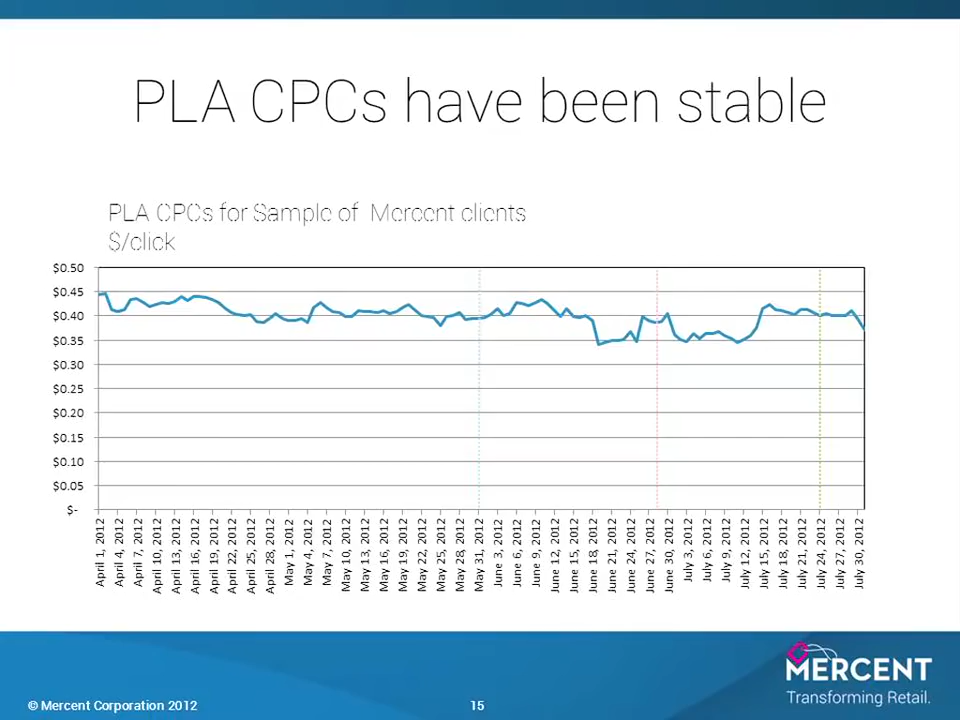 PLA CPCs have been stable
PLA CPCs for Sample of Mercent clients
$/click
$0.50
$0.45
$0.40
$0.35
$0.30
$0.25
$0.20
$0.15
$0.10
$0.05
$-
April 1, 2012
April 4, 2012
April 7, 2012
April 10, 2012
April 13, 2012
April 16, 2012
April 19, 2012
April 22, 2012
April 25, 2012
April 28, 2012
May 1, 2012
May 4, 2012
May 7, 2012
May 10, 2012
May 13, 2012
May 16, 2012
May 19, 2012
May 22, 2012
May 25, 2012
May 28, 2012
May 31, 2012
June 3, 2012
June 6, 2012
June 9, 2012
June 12, 2012
June 15, 2012
June 18, 2012
June 21, 2012
June 24, 2012
June 27, 2012
June 30, 2012
July 3, 2012
July 6, 2012
July 9, 2012
July 12, 2012
July 15, 2012
July 18, 2012
July 21, 2012
July 24, 2012
July 27, 2012
July 30, 2012
MERCENT
Transforming Retail.
© Mercent Corporation 2012
15